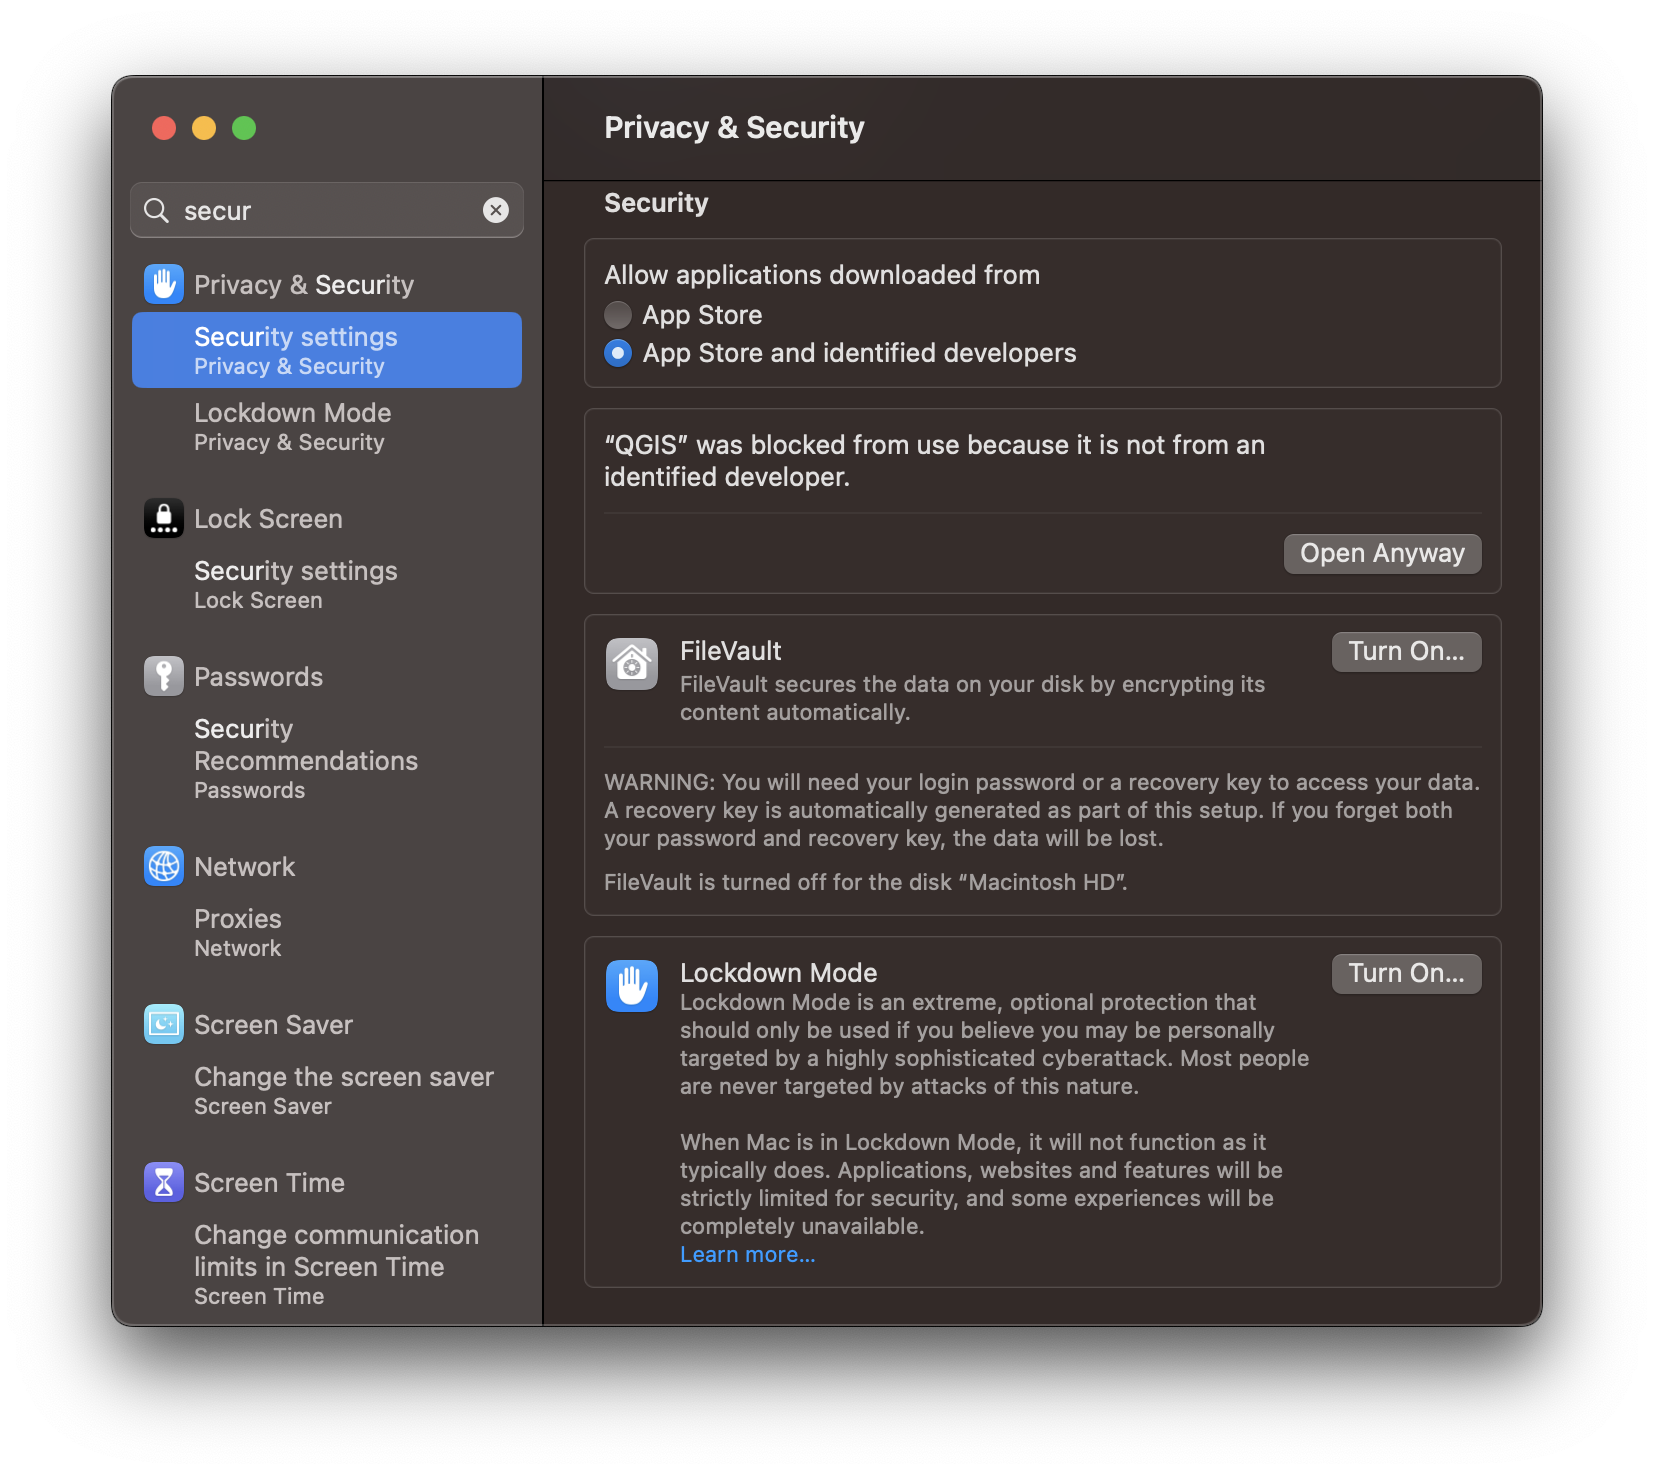 secur
Privacy & Security
Security settings
Privacy & Security
Lockdown Mode
Privacy & Security
Lock Screen
Security settings
Lock Screen
Passwords
Security
Recommendations
Passwords
Network
Proxies
Network
Screen Saver
Change the screen saver
Screen Saver
Screen Time
Change communication
limits in Screen Time
Screen Time
Privacy & Security
Security
Allow applications downloaded from
App Store
App Store and identified developers
“QGIS” was blocked from use because it is not from an
identified developer.
Open Anyway
FileVault
Turn On...
FileVault secures the data on your disk by encrypting its
content automatically.
WARNING: You will need your login password or a recovery key to access your data.
A recovery key is automatically generated as part of this setup. If you forget both
your password and recovery key, the data will be lost.
FileVault is turned off for the disk “Macintosh HD”.
Lockdown Mode
Turn On...
Lockdown Mode is an extreme, optional protection that
should only be used if you believe you may be personally
targeted by a highly sophisticated cyberattack. Most people
are never targeted by attacks of this nature.
When Mac is in Lockdown Mode, it will not function as it
typically does. Applications, websites and features will be
strictly limited for security, and some experiences will be
completely unavailable.
Learn more...